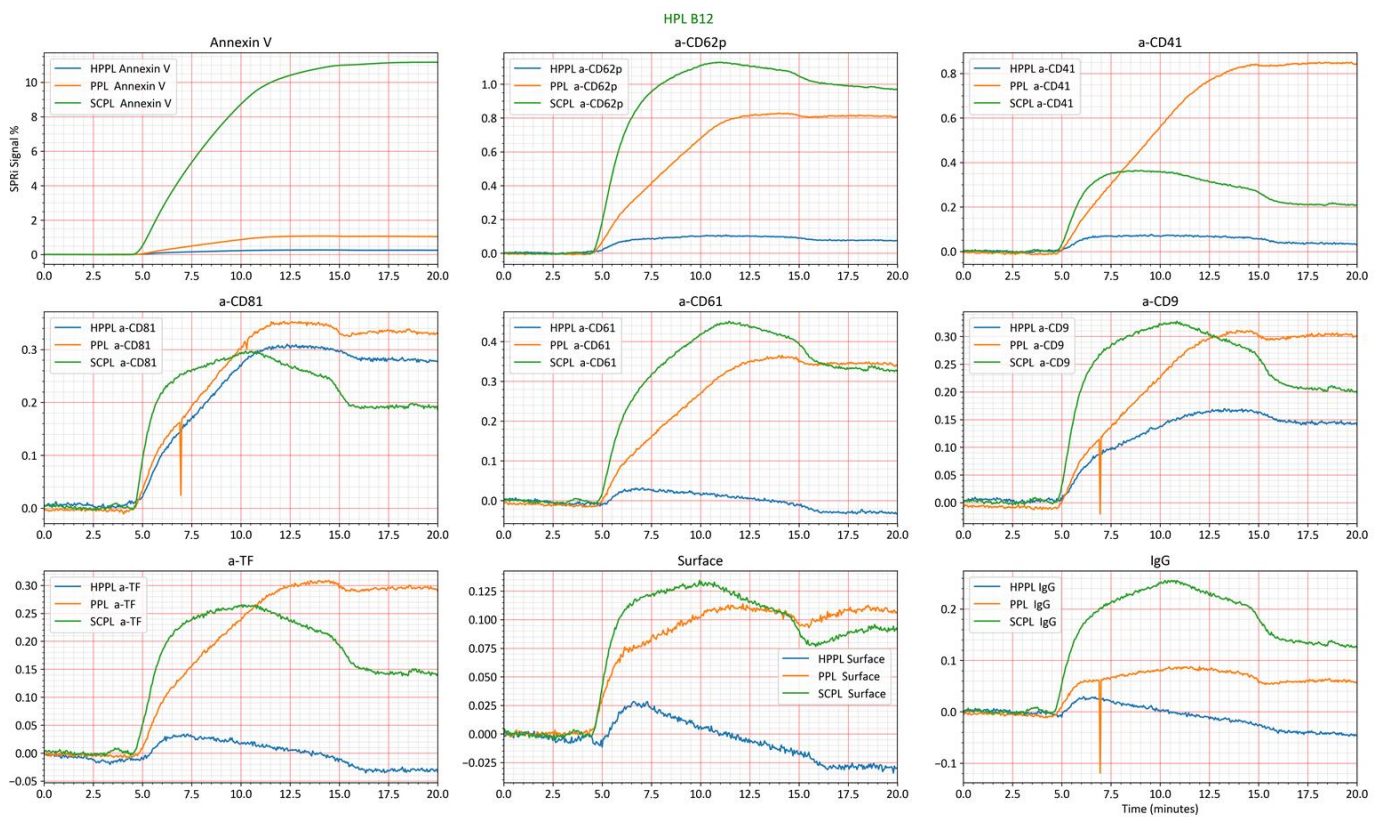 HPL B12
Annexin V
HPPL Annexin V
PPL Annexin V
SCPL Annexin V
SPRi Signal %
10
8
6
4
2
0
0.0 2.5 5.0 7.5 10.0 12.5 15.0 17.5 20.0
a-CD62p
HPPL a-CD62p
PPL a-CD62p
SCPL a-CD62p
1.0
0.8
0.6
0.4
0.2
0.0
0.0 2.5 5.0 7.5 10.0 12.5 15.0 17.5 20.0
a-CD41
HPPL a-CD41
PPL a-CD41
SCPL a-CD41
0.8
0.6
0.4
0.2
0.0
0.0 2.5 5.0 7.5 10.0 12.5 15.0 17.5 20.0
a-CD81
HPPL a-CD81
PPL a-CD81
SCPL a-CD81
0.3
0.2
0.1
0.0
0.0 2.5 5.0 7.5 10.0 12.5 15.0 17.5 20.0
a-CD61
HPPL a-CD61
PPL a-CD61
SCPL a-CD61
0.4
0.3
0.2
0.1
0.0
0.0 2.5 5.0 7.5 10.0 12.5 15.0 17.5 20.0
a-CD9
HPPL a-CD9
PPL a-CD9
SCPL a-CD9
0.30
0.25
0.20
0.15
0.10
0.05
0.00
0.0 2.5 5.0 7.5 10.0 12.5 15.0 17.5 20.0
a-TF
HPPL a-TF
PPL a-TF
SCPL a-TF
0.30
0.25
0.20
0.15
0.10
0.05
0.00
−0.05
0.0 2.5 5.0 7.5 10.0 12.5 15.0 17.5 20.0
Surface
0.125
0.100
0.075
0.050
0.025
0.000
−0.025
HPPL Surface
PPL Surface
SCPL Surface
0.0 2.5 5.0 7.5 10.0 12.5 15.0 17.5 20.0
IgG
HPPL IgG
PPL IgG
SCPL IgG
0.2
0.1
0.0
−0.1
0.0 2.5 5.0 7.5 10.0 12.5 15.0 17.5 20.0
Time (minutes)